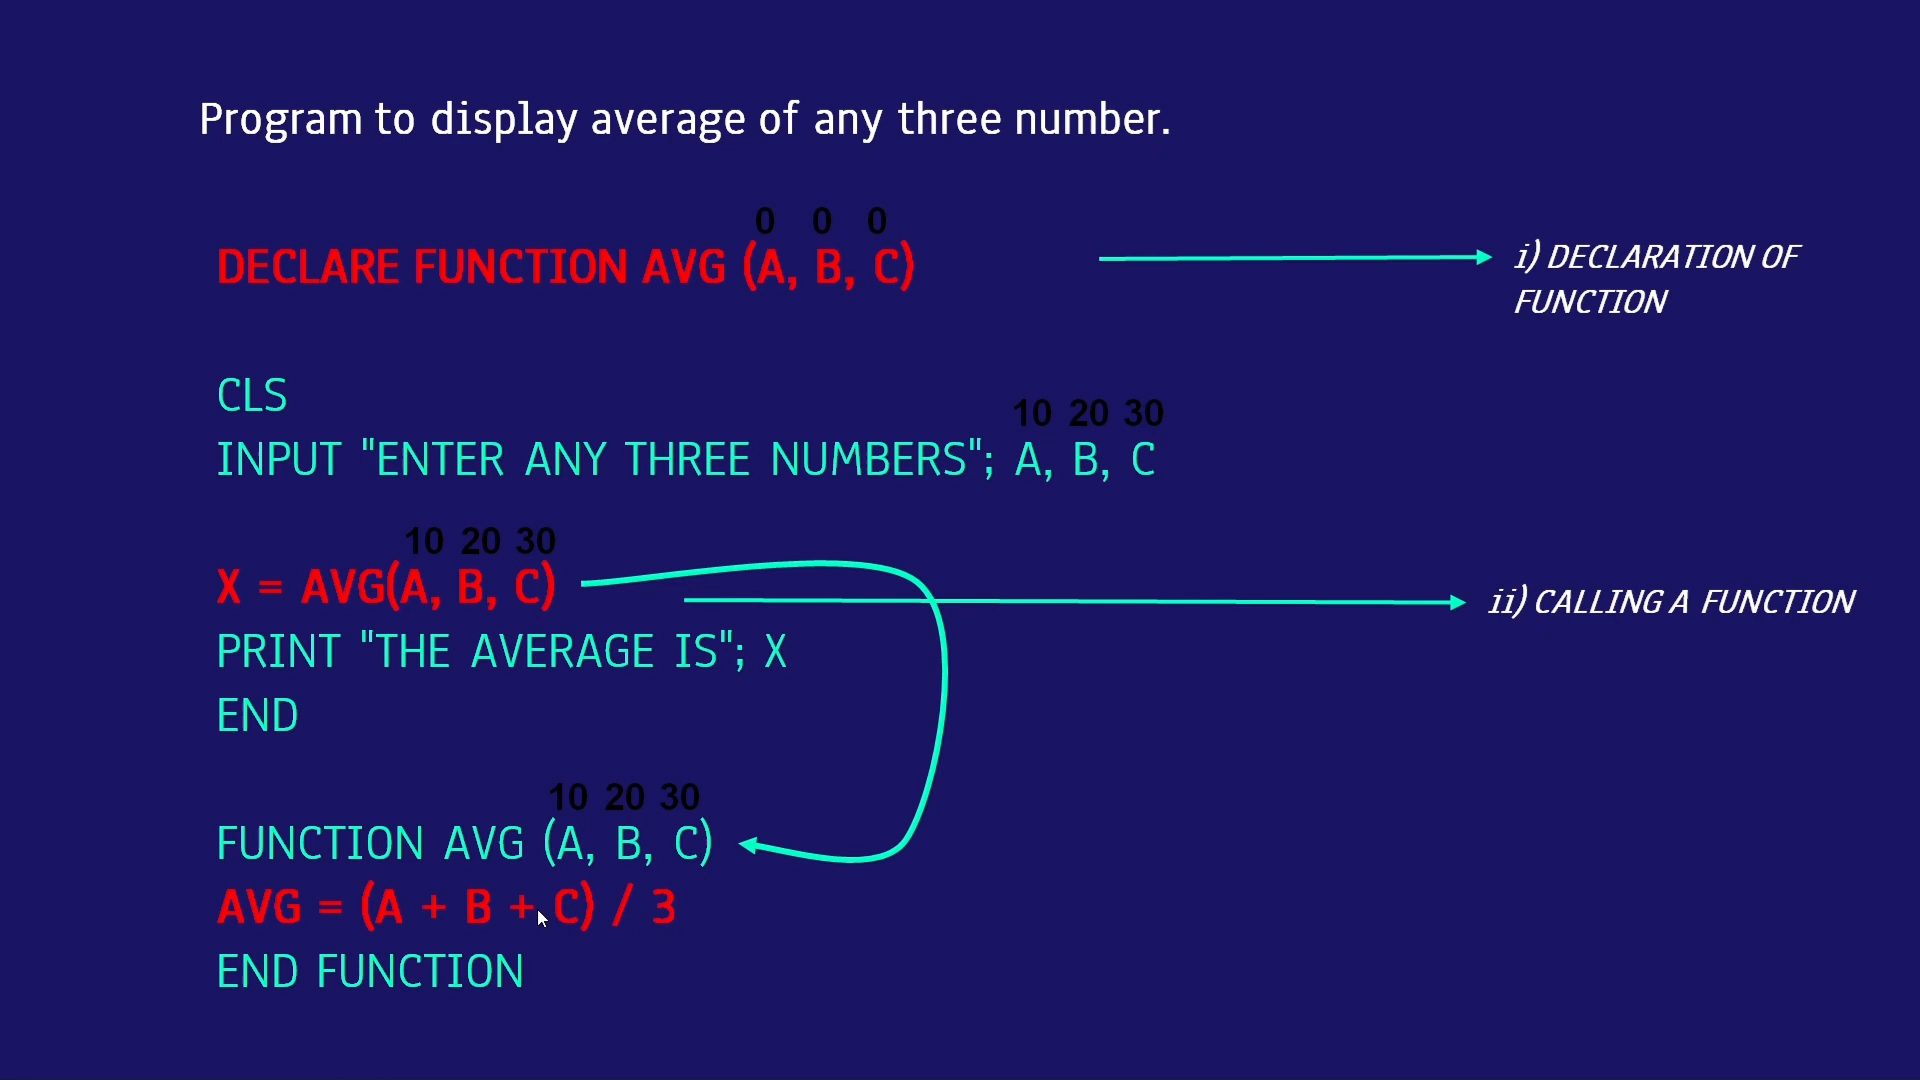 Program to display average of any three number.
0 0 0
DECLARE FUNCTION AVG (A, B, C)
i) DECLARATION OF
FUNCTION
CLS
10 20 30
INPUT "ENTER ANY THREE NUMBERS"; A, B, C
10 20 30
X = AVG(A, B, C)
ii) CALLING A FUNCTION
PRINT "THE AVERAGE IS"; X
END
10 20 30
FUNCTION AVG (A, B, C)
AVG = (A + B + C) / 3
END FUNCTION